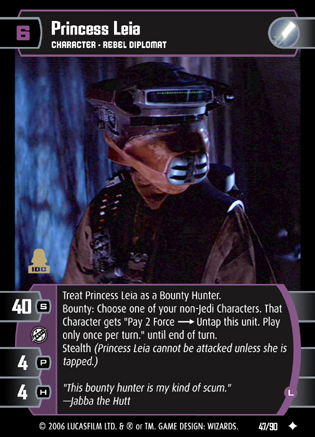 6
Princess Leia
CHARACTER • REBEL DIPLOMAT
IDC
40 S
4 P
4 H
Treat Princess Leia as a Bounty Hunter.
Bounty: Choose one of your non-Jedi Characters. That
Character gets "Pay 2 Force → Untap this unit. Play
only once per turn." until end of turn.
Stealth (Princess Leia cannot be attacked unless she is
tapped.)
"This bounty hunter is my kind of scum."
—Jabba the Hutt
L
© 2006 LUCASFILM LTD. & ® or TM. GAME DESIGN: WIZARDS.
47/90